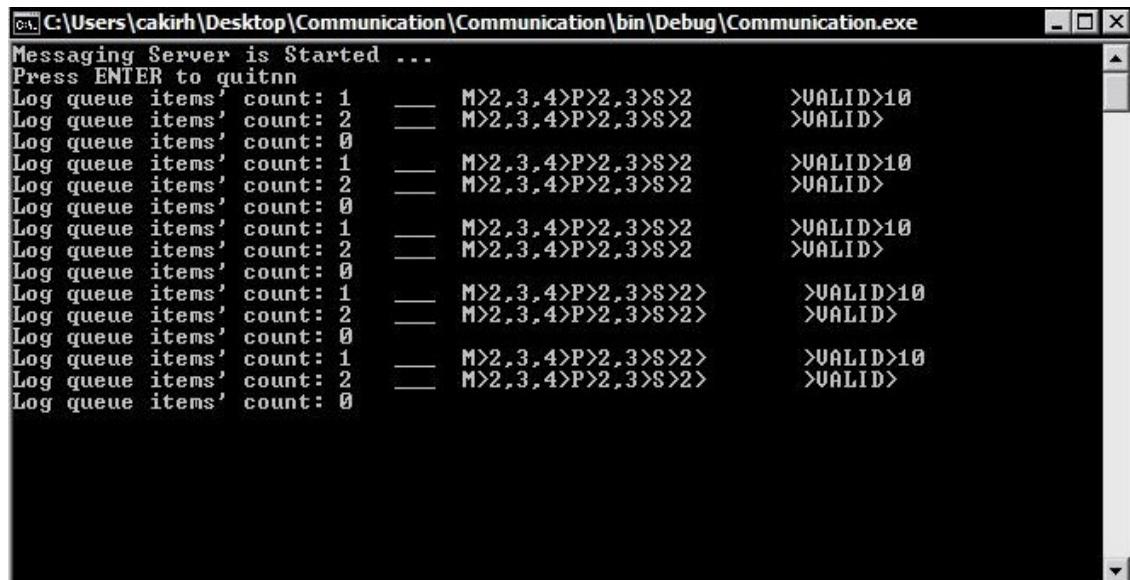 C:\Users\cakirh\Desktop\Communication\Communication\bin\Debug\Communication.exe
Messaging Server is Started ...
Press ENTER to quitnn
Log queue items' count: 1 ___ M>2,3,4>P>2,3>S>2 >VALID>10
Log queue items' count: 2 ___ M>2,3,4>P>2,3>S>2 >VALID>
Log queue items' count: 0
Log queue items' count: 1 ___ M>2,3,4>P>2,3>S>2 >VALID>10
Log queue items' count: 2 ___ M>2,3,4>P>2,3>S>2 >VALID>
Log queue items' count: 0
Log queue items' count: 1 ___ M>2,3,4>P>2,3>S>2 >VALID>10
Log queue items' count: 2 ___ M>2,3,4>P>2,3>S>2 >VALID>
Log queue items' count: 0
Log queue items' count: 1 ___ M>2,3,4>P>2,3>S>2> >VALID>10
Log queue items' count: 2 ___ M>2,3,4>P>2,3>S>2> >VALID>
Log queue items' count: 0
Log queue items' count: 1 ___ M>2,3,4>P>2,3>S>2> >VALID>10
Log queue items' count: 2 ___ M>2,3,4>P>2,3>S>2> >VALID>
Log queue items' count: 0